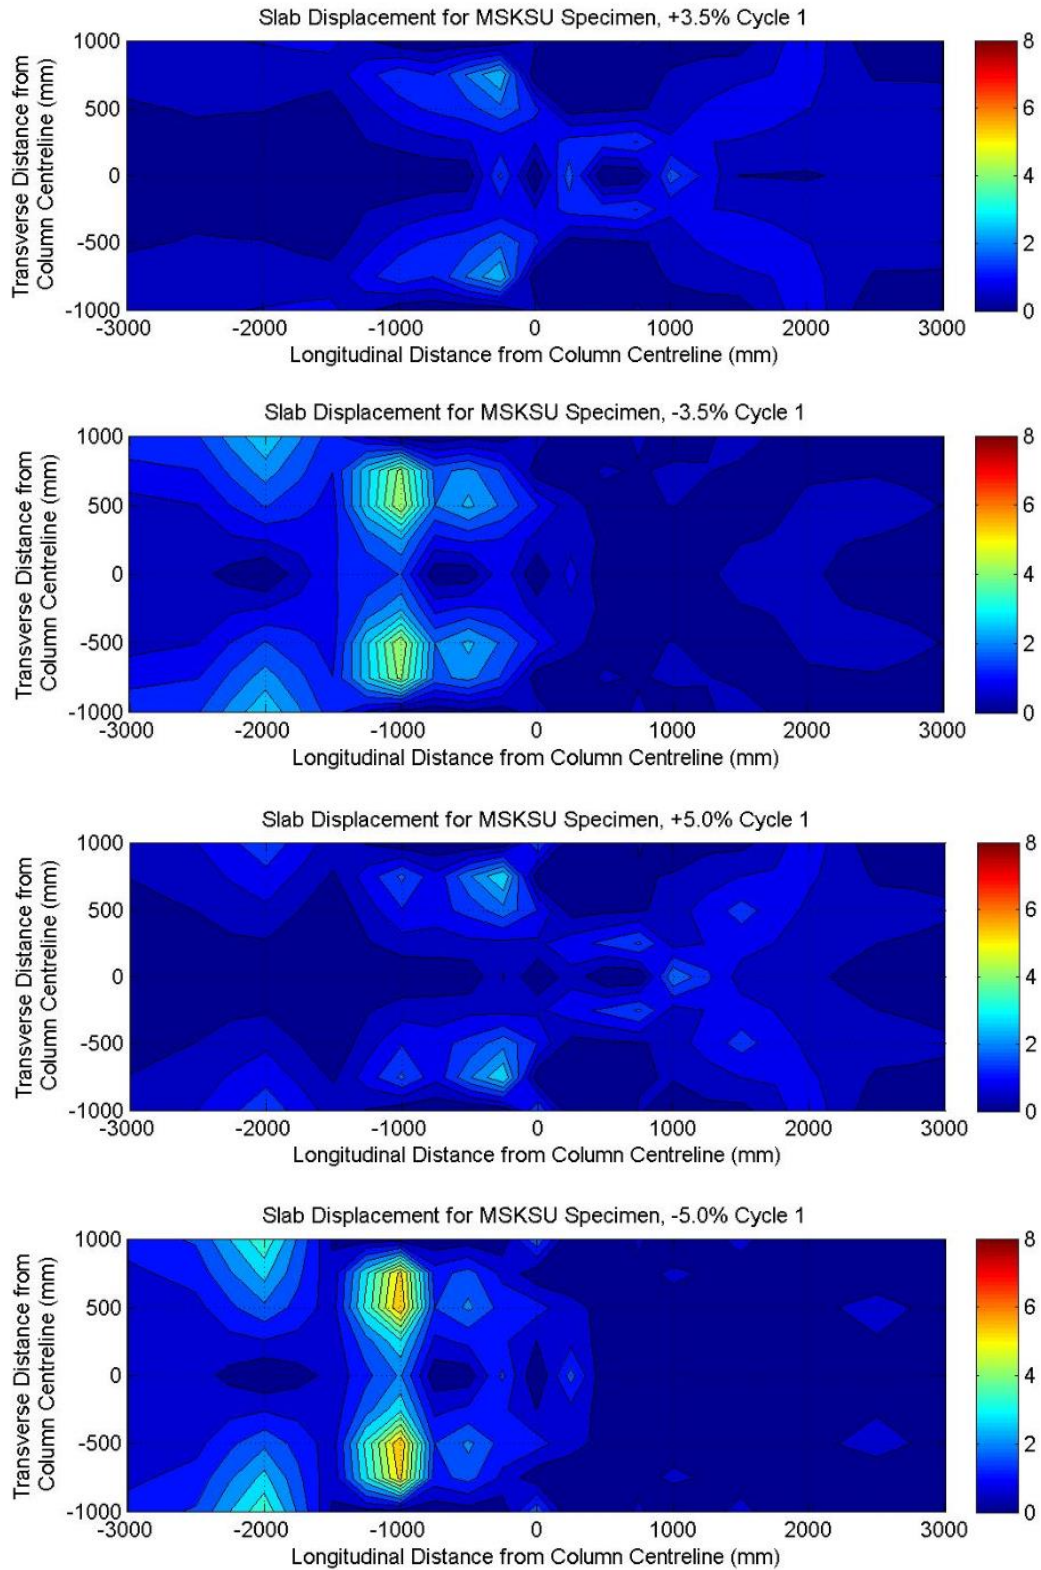 Slab Displacement for MSKSU Specimen, +3.5% Cycle 1
Transverse Distance from
Column Centreline (mm)
1000
500
0
-500
-1000
-3000 -2000 -1000 0 1000 2000 3000
Longitudinal Distance from Column Centreline (mm)
8
6
4
2
0
Slab Displacement for MSKSU Specimen, -3.5% Cycle 1
Transverse Distance from
Column Centreline (mm)
1000
500
0
-500
-1000
-3000 -2000 -1000 0 1000 2000 3000
Longitudinal Distance from Column Centreline (mm)
8
6
4
2
0
Slab Displacement for MSKSU Specimen, +5.0% Cycle 1
Transverse Distance from
Column Centreline (mm)
1000
500
0
-500
-1000
-3000 -2000 -1000 0 1000 2000 3000
Longitudinal Distance from Column Centreline (mm)
8
6
4
2
0
Slab Displacement for MSKSU Specimen, -5.0% Cycle 1
Transverse Distance from
Column Centreline (mm)
1000
500
0
-500
-1000
-3000 -2000 -1000 0 1000 2000 3000
Longitudinal Distance from Column Centreline (mm)
8
6
4
2
0